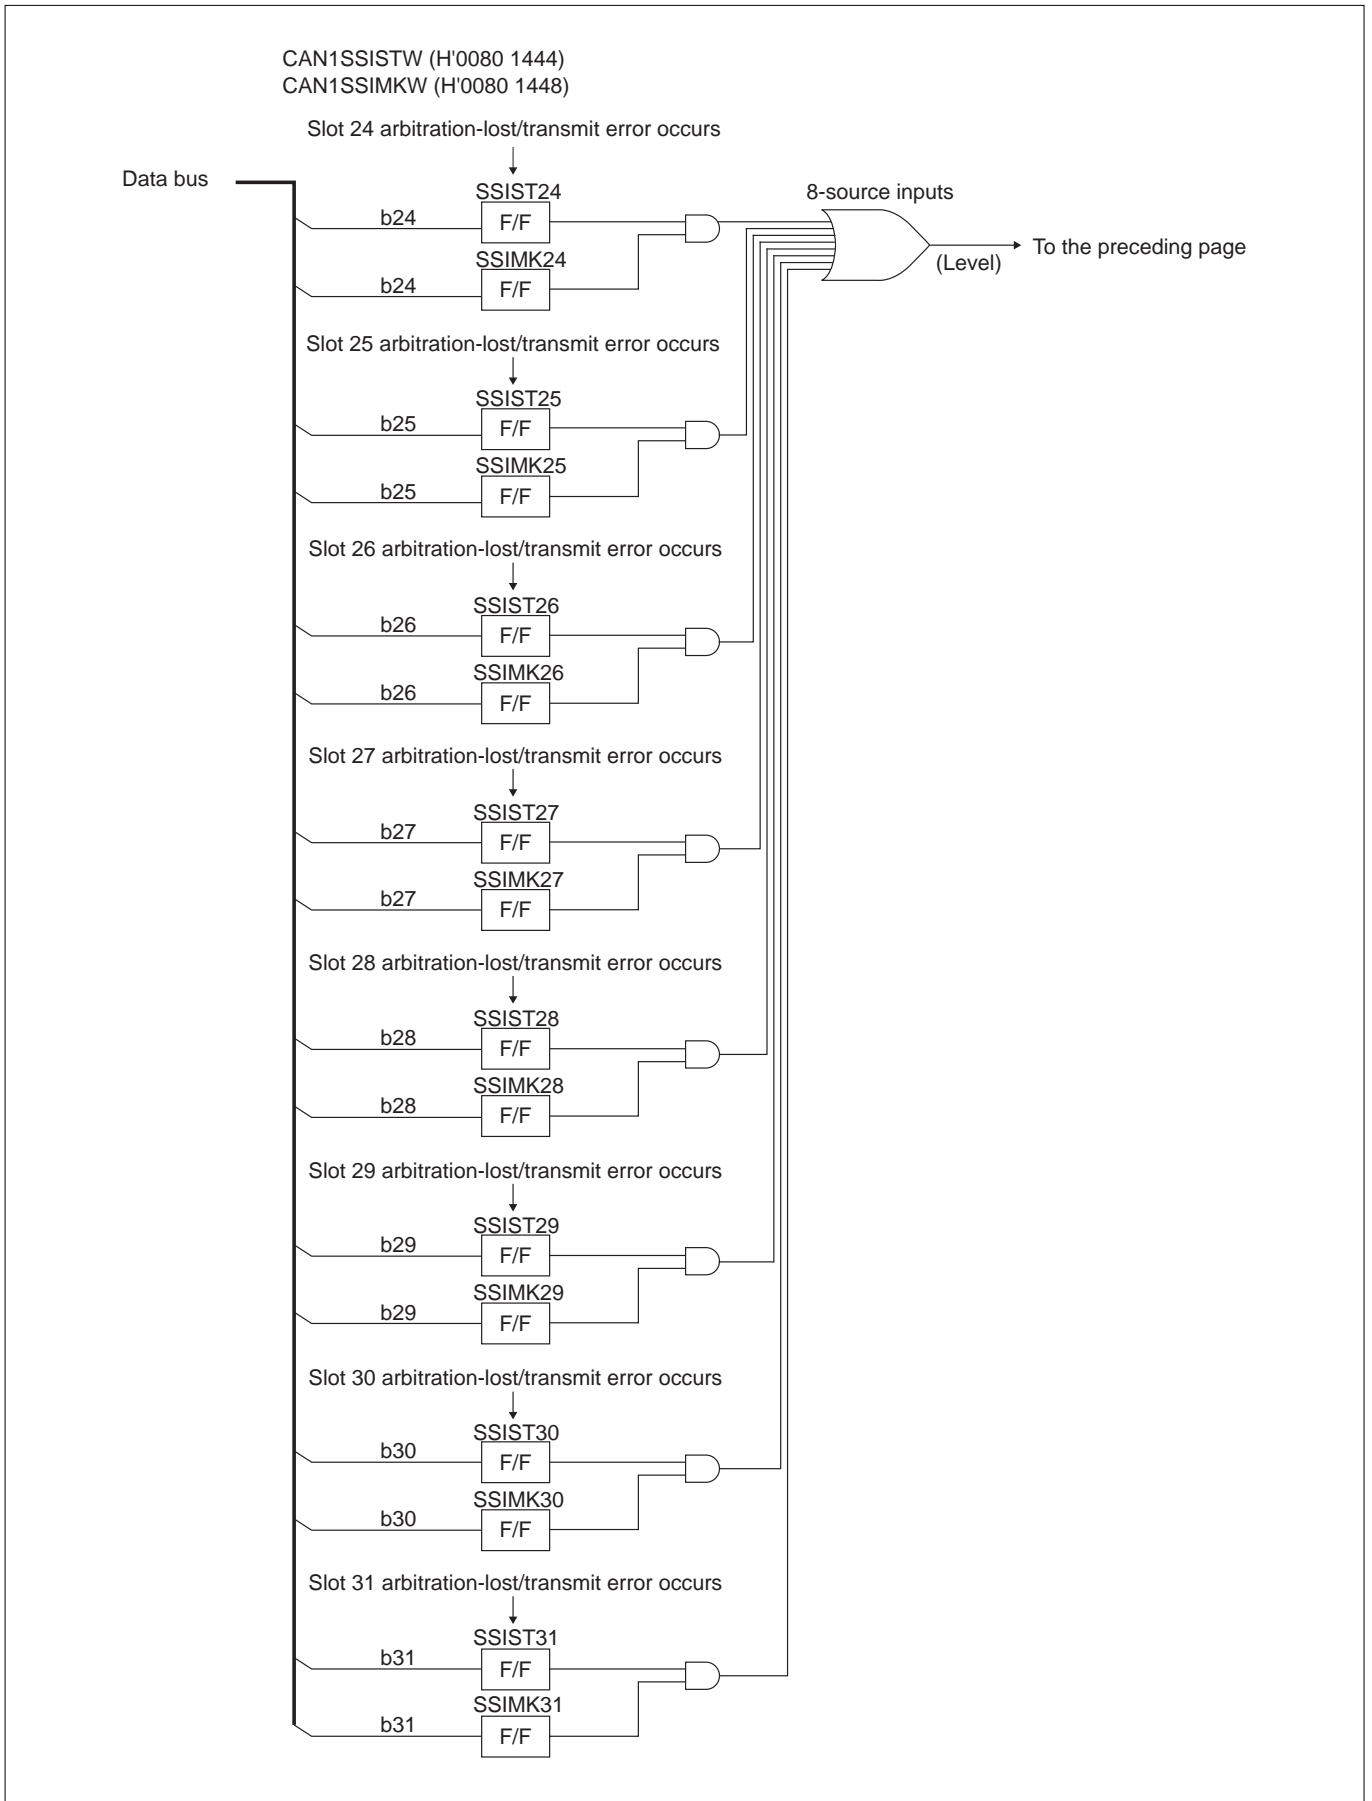 CAN1SSISTW (H'0080 1444)
CAN1SSIMKW (H'0080 1448)
Slot 24 arbitration-lost/transmit error occurs
Data bus
SSIST24
8-source inputs
b24
F/F
To the preceding page
(Level)
SSIMK24
b24
F/F
Slot 25 arbitration-lost/transmit error occurs
SSIST25
b25
F/F
SSIMK25
b25
F/F
Slot 26 arbitration-lost/transmit error occurs
SSIST26
b26
F/F
SSIMK26
b26
F/F
Slot 27 arbitration-lost/transmit error occurs
SSIST27
b27
F/F
SSIMK27
b27
F/F
Slot 28 arbitration-lost/transmit error occurs
SSIST28
b28
F/F
SSIMK28
b28
F/F
Slot 29 arbitration-lost/transmit error occurs
SSIST29
b29
F/F
SSIMK29
b29
F/F
Slot 30 arbitration-lost/transmit error occurs
SSIST30
b30
F/F
SSIMK30
b30
F/F
Slot 31 arbitration-lost/transmit error occurs
SSIST31
b31
F/F
SSIMK31
b31
F/F